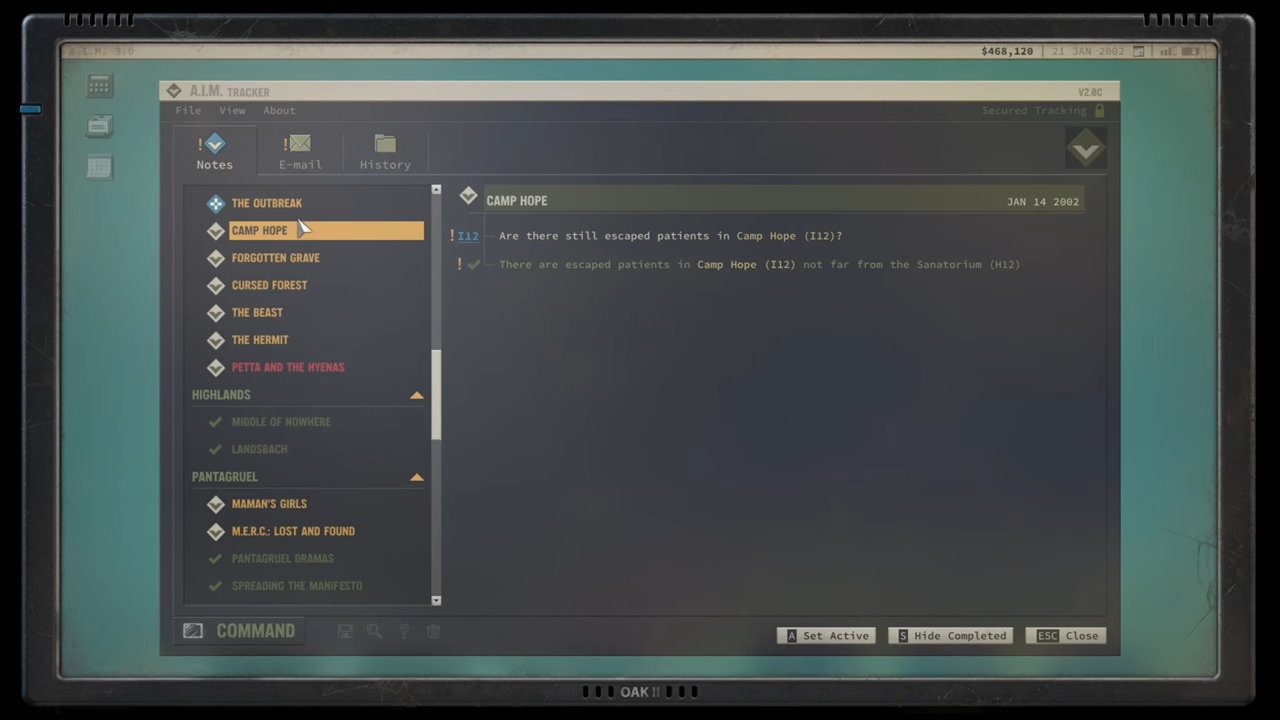 A.I.M. 3.0
$468,120 | 21 JAN 2002
A.I.M. TRACKER
V2.0C
File View About
Secured Tracking
Notes
E-mail
History
THE OUTBREAK
CAMP HOPE
FORGOTTEN GRAVE
CURSED FOREST
THE BEAST
THE HERMIT
PETTA AND THE HYENAS
HIGHLANDS
MIDDLE OF NOWHERE
LANDSBACH
PANTAGRUEL
MAMAN'S GIRLS
M.E.R.C.: LOST AND FOUND
PANTAGRUEL DRAMAS
SPREADING THE MANIFESTO
CAMP HOPE
JAN 14 2002
! I12 Are there still escaped patients in Camp Hope (I12)?
! There are escaped patients in Camp Hope (I12) not far from the Sanatorium (H12)
COMMAND
A Set Active
S Hide Completed
ESC Close
OAK II